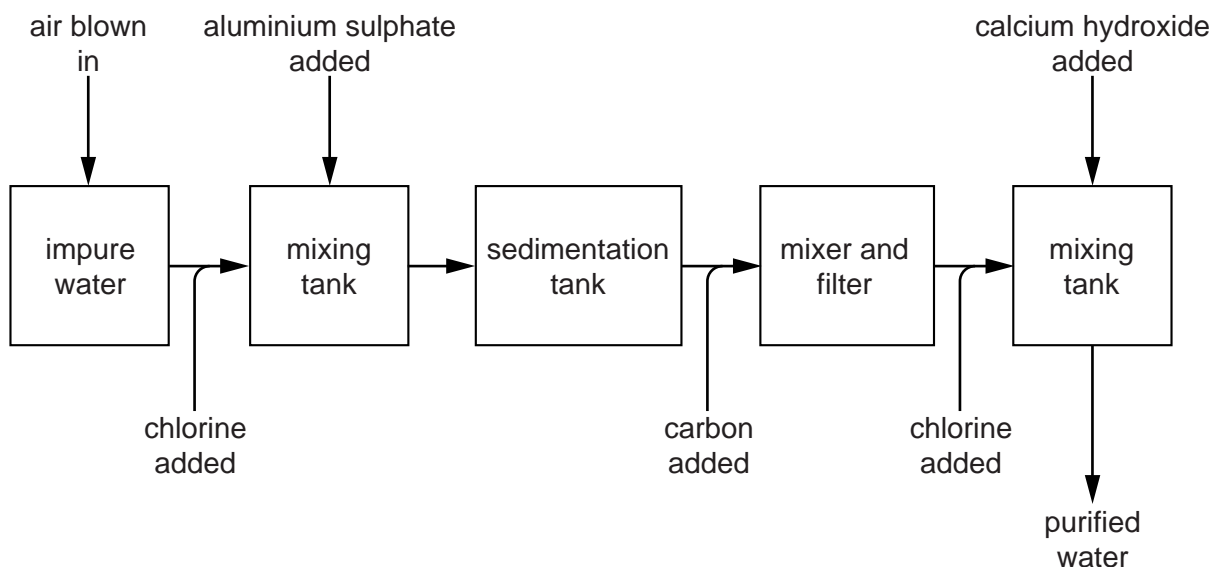 air blown
in
aluminium sulphate
added
calcium hydroxide
added
impure
water
mixing
tank
sedimentation
tank
mixer and
filter
mixing
tank
chlorine
added
carbon
added
chlorine
added
purified
water